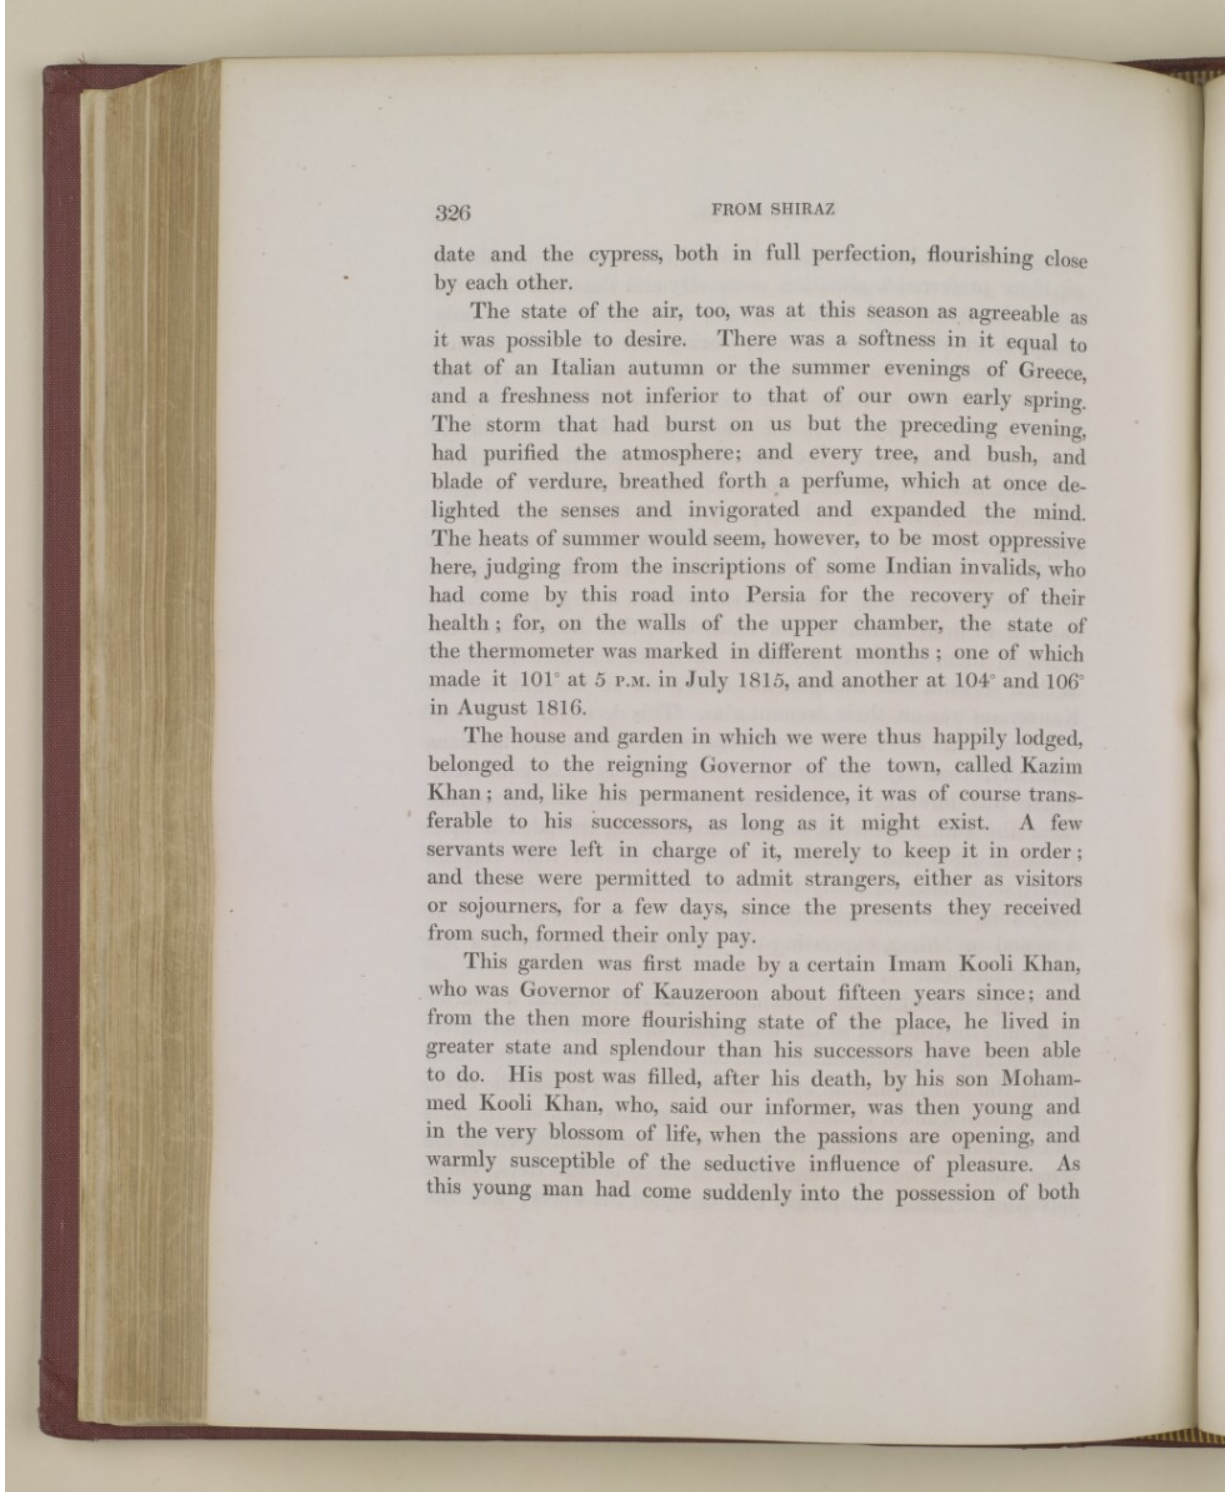 326
FROM SHIRAZ
date and the cypress, both in full perfection, flourishing close
by each other.
The state of the air, too, was at this season as agreeable as
it was possible to desire. There was a softness in it equal to
that of an Italian autumn or the summer evenings of Greece,
and a freshness not inferior to that of our own early spring.
The storm that had burst on us but the preceding evening,
had purified the atmosphere; and every tree, and bush, and
blade of verdure, breathed forth a perfume, which at once de-
lighted the senses and invigorated and expanded the mind.
The heats of summer would seem, however, to be most oppressive
here, judging from the inscriptions of some Indian invalids, who
had come by this road into Persia for the recovery of their
health ; for, on the walls of the upper chamber, the state of
the thermometer was marked in different months ; one of which
made it 101° at 5 P.M. in July 1815, and another at 104° and 106°
in August 1816.
The house and garden in which we were thus happily lodged,
belonged to the reigning Governor of the town, called Kazim
Khan ; and, like his permanent residence, it was of course trans-
ferable to his successors, as long as it might exist. A few
servants were left in charge of it, merely to keep it in order ;
and these were permitted to admit strangers, either as visitors
or sojourners, for a few days, since the presents they received
from such, formed their only pay.
This garden was first made by a certain Imam Kooli Khan,
who was Governor of Kauzeroon about fifteen years since; and
from the then more flourishing state of the place, he lived in
greater state and splendour than his successors have been able
to do. His post was filled, after his death, by his son Moham-
med Kooli Khan, who, said our informer, was then young and
in the very blossom of life, when the passions are opening, and
warmly susceptible of the seductive influence of pleasure. As
this young man had come suddenly into the possession of both